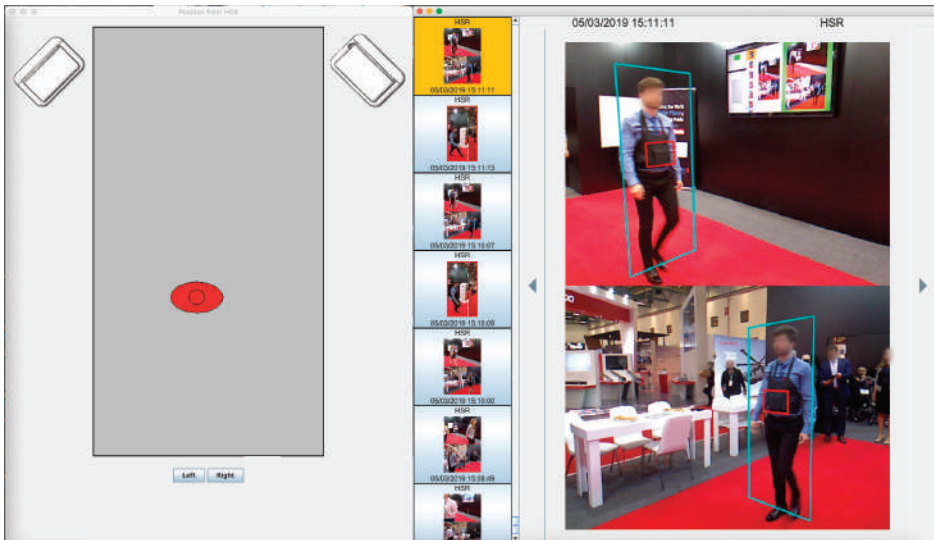 Position from HSR
Left
Right
HSR
05/03/2019 15:11:11
HSR
05/03/2019 15:11:13
HSR
05/03/2019 15:10:07
HSR
05/03/2019 15:10:09
HSR
05/03/2019 15:10:00
HSR
05/03/2019 15:08:49
HSR
05/03/2019 15:11:11
HSR